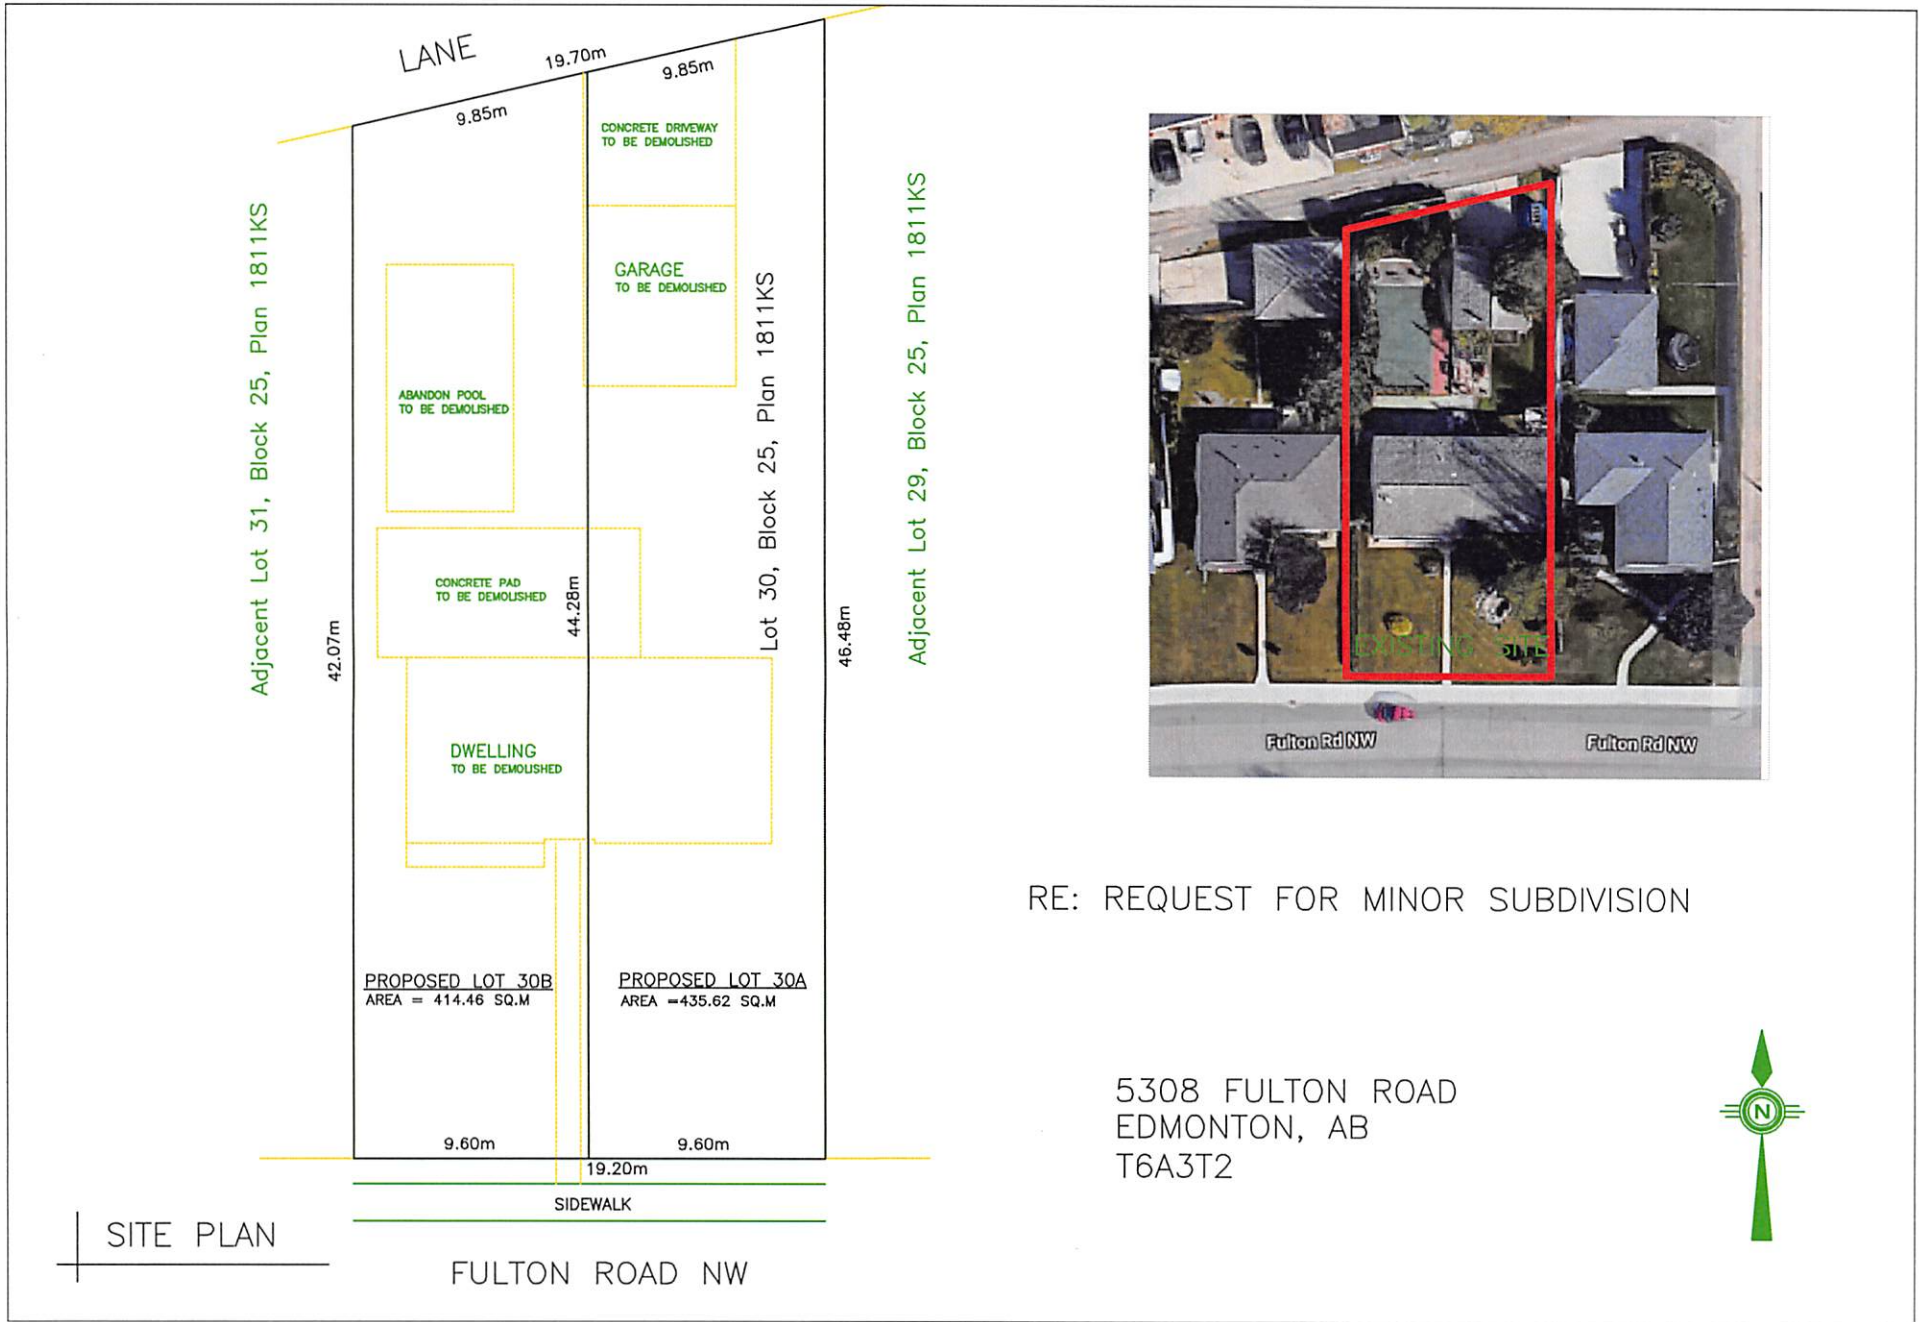 LANE
19.70m
9.85m
9.85m
CONCRETE DRIVEWAY
TO BE DEMOLISHED
GARAGE
TO BE DEMOLISHED
ABANDON POOL
TO BE DEMOLISHED
CONCRETE PAD
TO BE DEMOLISHED
DWELLING
TO BE DEMOLISHED
Adjacent Lot 31, Block 25, Plan 1811KS
42.07m
44.28m
Lot 30, Block 25, Plan 1811KS
46.48m
Adjacent Lot 29, Block 25, Plan 1811KS
PROPOSED LOT 30B
AREA = 414.46 SQ.M
PROPOSED LOT 30A
AREA =435.62 SQ.M
9.60m
9.60m
19.20m
SIDEWALK
SITE PLAN
FULTON ROAD NW
EXISTING SITE
Fulton Rd NW
Fulton Rd NW
RE: REQUEST FOR MINOR SUBDIVISION
5308 FULTON ROAD
EDMONTON, AB
T6A3T2
N